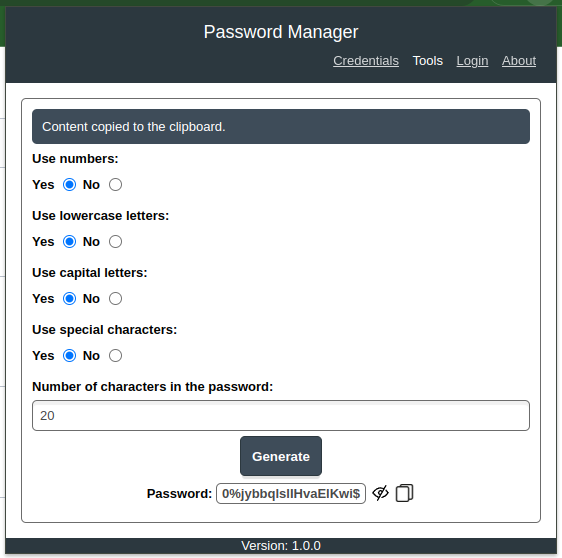 Password Manager
Credentials Tools Login About
Content copied to the clipboard.
Use numbers:
Yes No
Use lowercase letters:
Yes No
Use capital letters:
Yes No
Use special characters:
Yes No
Number of characters in the password:
20
Generate
Password: 0%jybbqlsIlHvaElKwi$
Version: 1.0.0